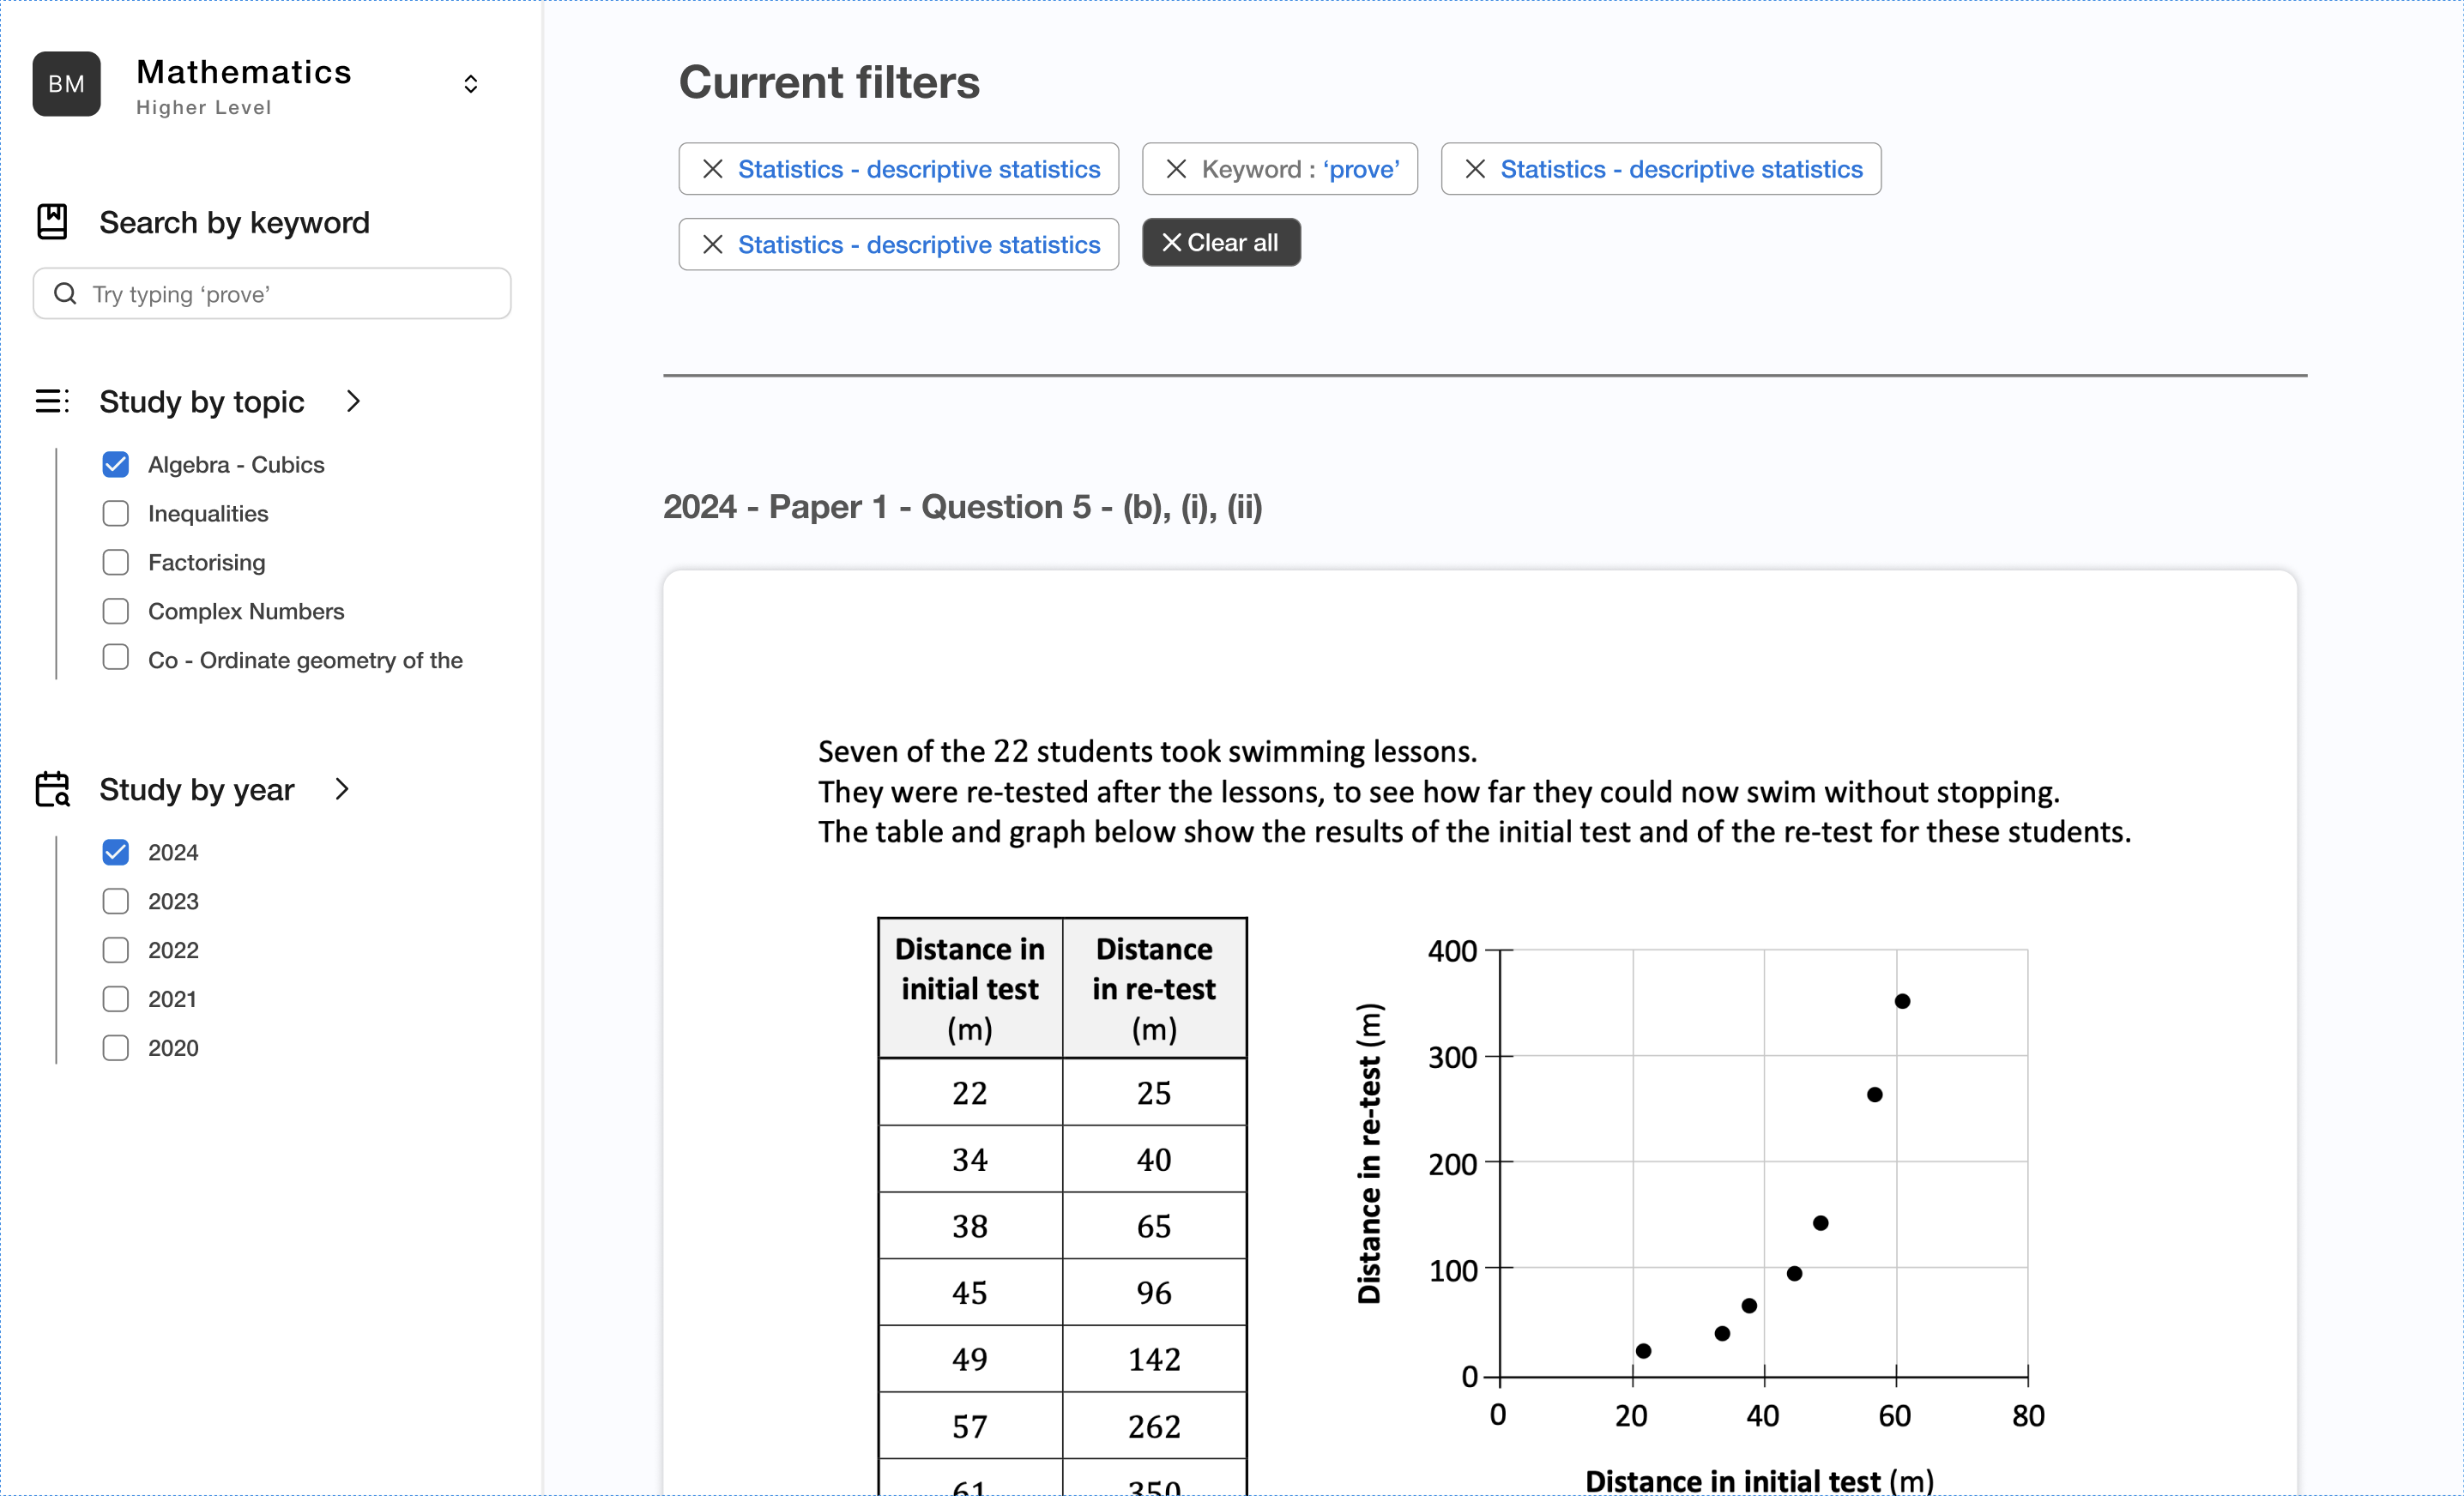 BM
Mathematics
Higher Level
Search by keyword
Try typing ‘prove’
Study by topic
Algebra - Cubics
Inequalities
Factorising
Complex Numbers
Co - Ordinate geometry of the
Study by year
2024
2023
2022
2021
2020
Current filters
Statistics - descriptive statistics
Keyword : ‘prove’
Statistics - descriptive statistics
Statistics - descriptive statistics
Clear all
2024 - Paper 1 - Question 5 - (b), (i), (ii)
Seven of the 22 students took swimming lessons.
They were re-tested after the lessons, to see how far they could now swim without stopping.
The table and graph below show the results of the initial test and of the re-test for these students.
Distance in initial test (m) Distance in re-test (m)
22 25
34 40
38 65
45 96
49 142
57 262
61 350
Distance in re-test (m)
400
300
200
100
0
0 20 40 60 80
Distance in initial test (m)